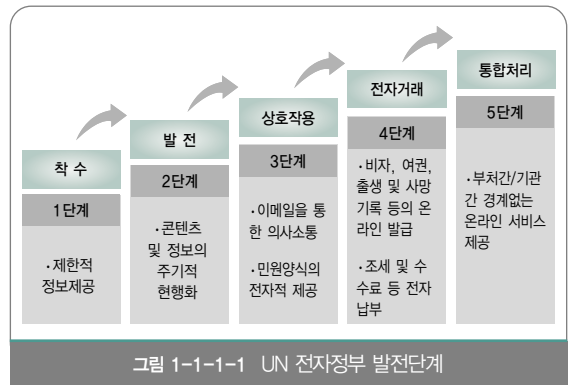 착 수
1단계
·제한적
정보제공
발 전
2단계
·콘텐츠
및 정보의
주기적
현행화
상호작용
3단계
·이메일을 통
한 의사소통
·민원양식의
전자적 제공
전자거래
4단계
·비자, 여권,
출생 및 사망
기록 등의 온
라인 발급
·조세 및 수
수료 등 전자
납부
통합처리
5단계
·부처간/기관
간 경계없는
온라인 서비스
제공
그림 1-1-1-1 UN 전자정부 발전단계